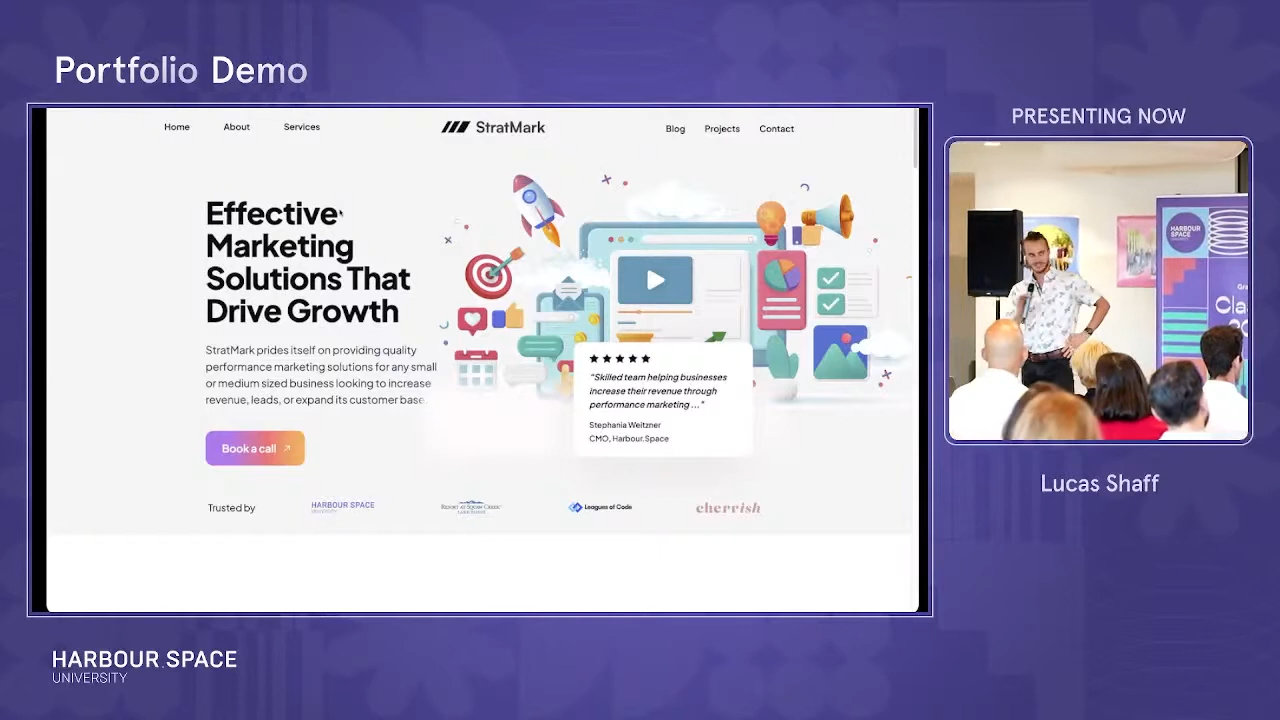 Portfolio Demo
Home
About
Services
StratMark
Blog
Projects
Contact
Effective
Marketing
Solutions That
Drive Growth
StratMark prides itself on providing quality
performance marketing solutions for any small
or medium sized business looking to increase
revenue, leads, or expand its customer base.
Book a call
"Skilled team helping businesses
increase their revenue through
performance marketing ..."
Stephania Weitzner
CMO, Harbour.Space
Trusted by
HARBOUR SPACE
UNIVERSITY
Leagues of Code
cherrish
PRESENTING NOW
HARBOUR
SPACE
Lucas Shaff
HARBOUR.SPACE
UNIVERSITY